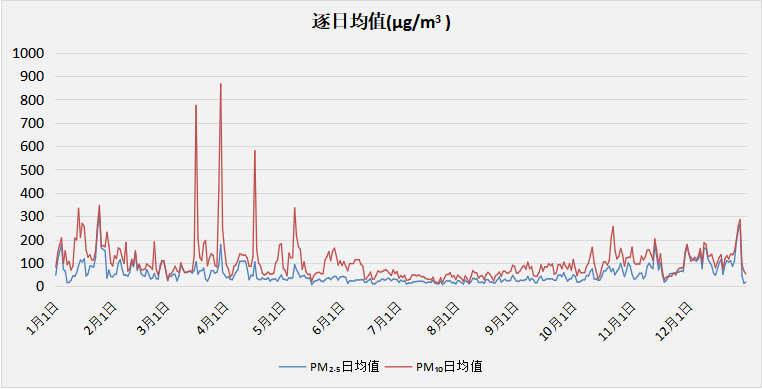 逐日均值(μg/m³ )
1000
900
800
700
600
500
400
300
200
100
0
1月1日
2月1日
3月1日
4月1日
5月1日
6月1日
7月1日
8月1日
9月1日
10月1日
11月1日
12月1日
PM₂.₅日均值 PM₁₀日均值